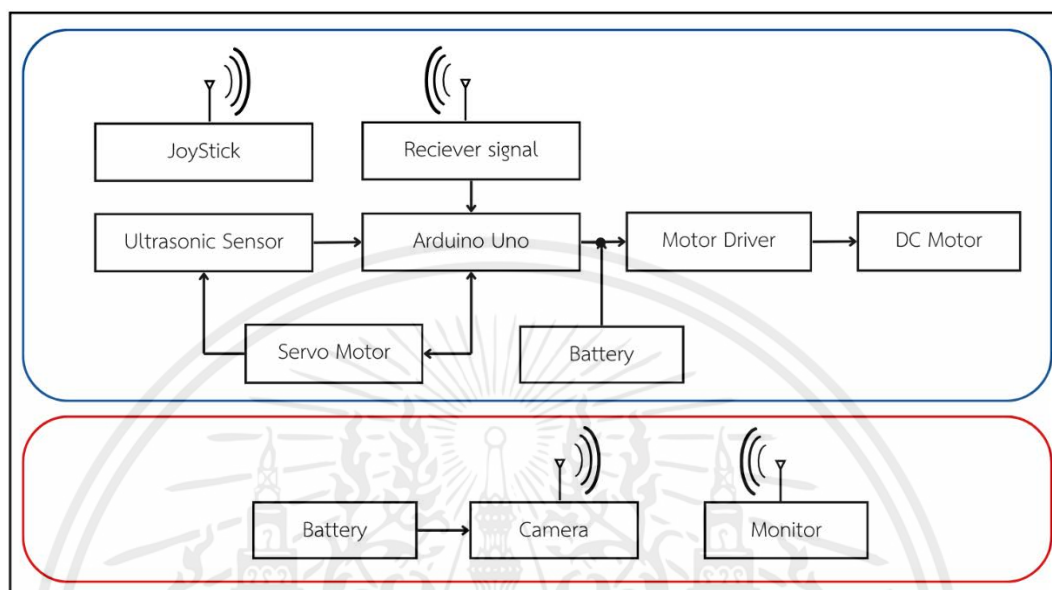 JoyStick
Reciever signal
Ultrasonic Sensor
Arduino Uno
Motor Driver
DC Motor
Servo Motor
Battery
Battery
Camera
Monitor